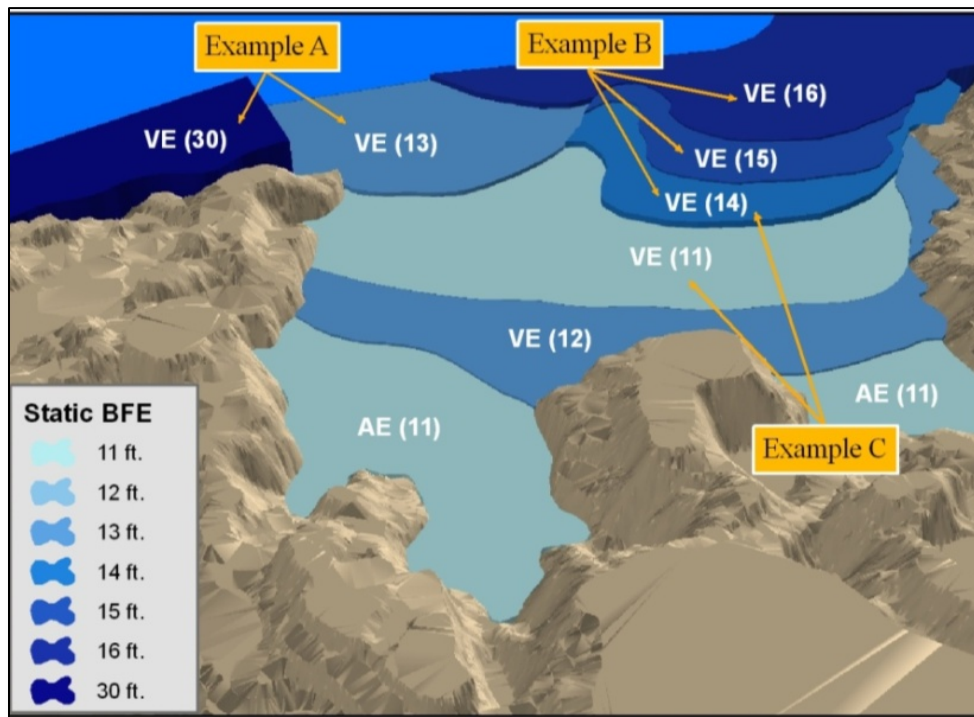 Example A
Example B
VE (30)
VE (13)
VE (16)
VE (15)
VE (14)
VE (11)
VE (12)
AE (11)
AE (11)
Example C
Static BFE
11 ft.
12 ft.
13 ft.
14 ft.
15 ft.
16 ft.
30 ft.